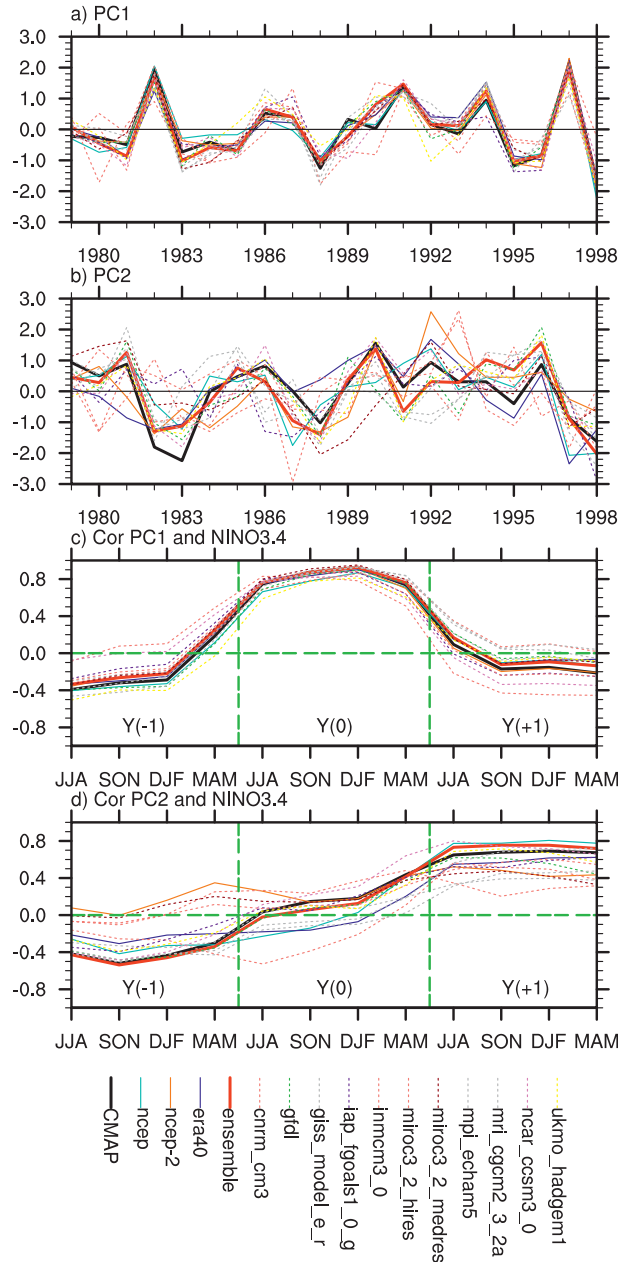 a) PC1
3.0
2.0
1.0
0.0
-1.0
-2.0
-3.0
1980 1983 1986 1989 1992 1995 1998
b) PC2
3.0
2.0
1.0
0.0
-1.0
-2.0
-3.0
1980 1983 1986 1989 1992 1995 1998
c) Cor PC1 and NINO3.4
0.8
0.4
0.0
-0.4
-0.8
Y(-1) Y(0) Y(+1)
JJA SON DJF MAM JJA SON DJF MAM JJA SON DJF MAM
d) Cor PC2 and NINO3.4
0.8
0.4
0.0
-0.4
-0.8
Y(-1) Y(0) Y(+1)
JJA SON DJF MAM JJA SON DJF MAM JJA SON DJF MAM
CMAP
ncep
ncep-2
era40
ensemble
cnrm_cm3
gfdl
giss_model_e_r
iap_fgoals1_0_g
inmcm3_0
miroc3_2_hires
miroc3_2_medres
mpi_echam5
mri_cgcm2_3_2a
ncar_ccsm3_0
ukmo_hadgem1